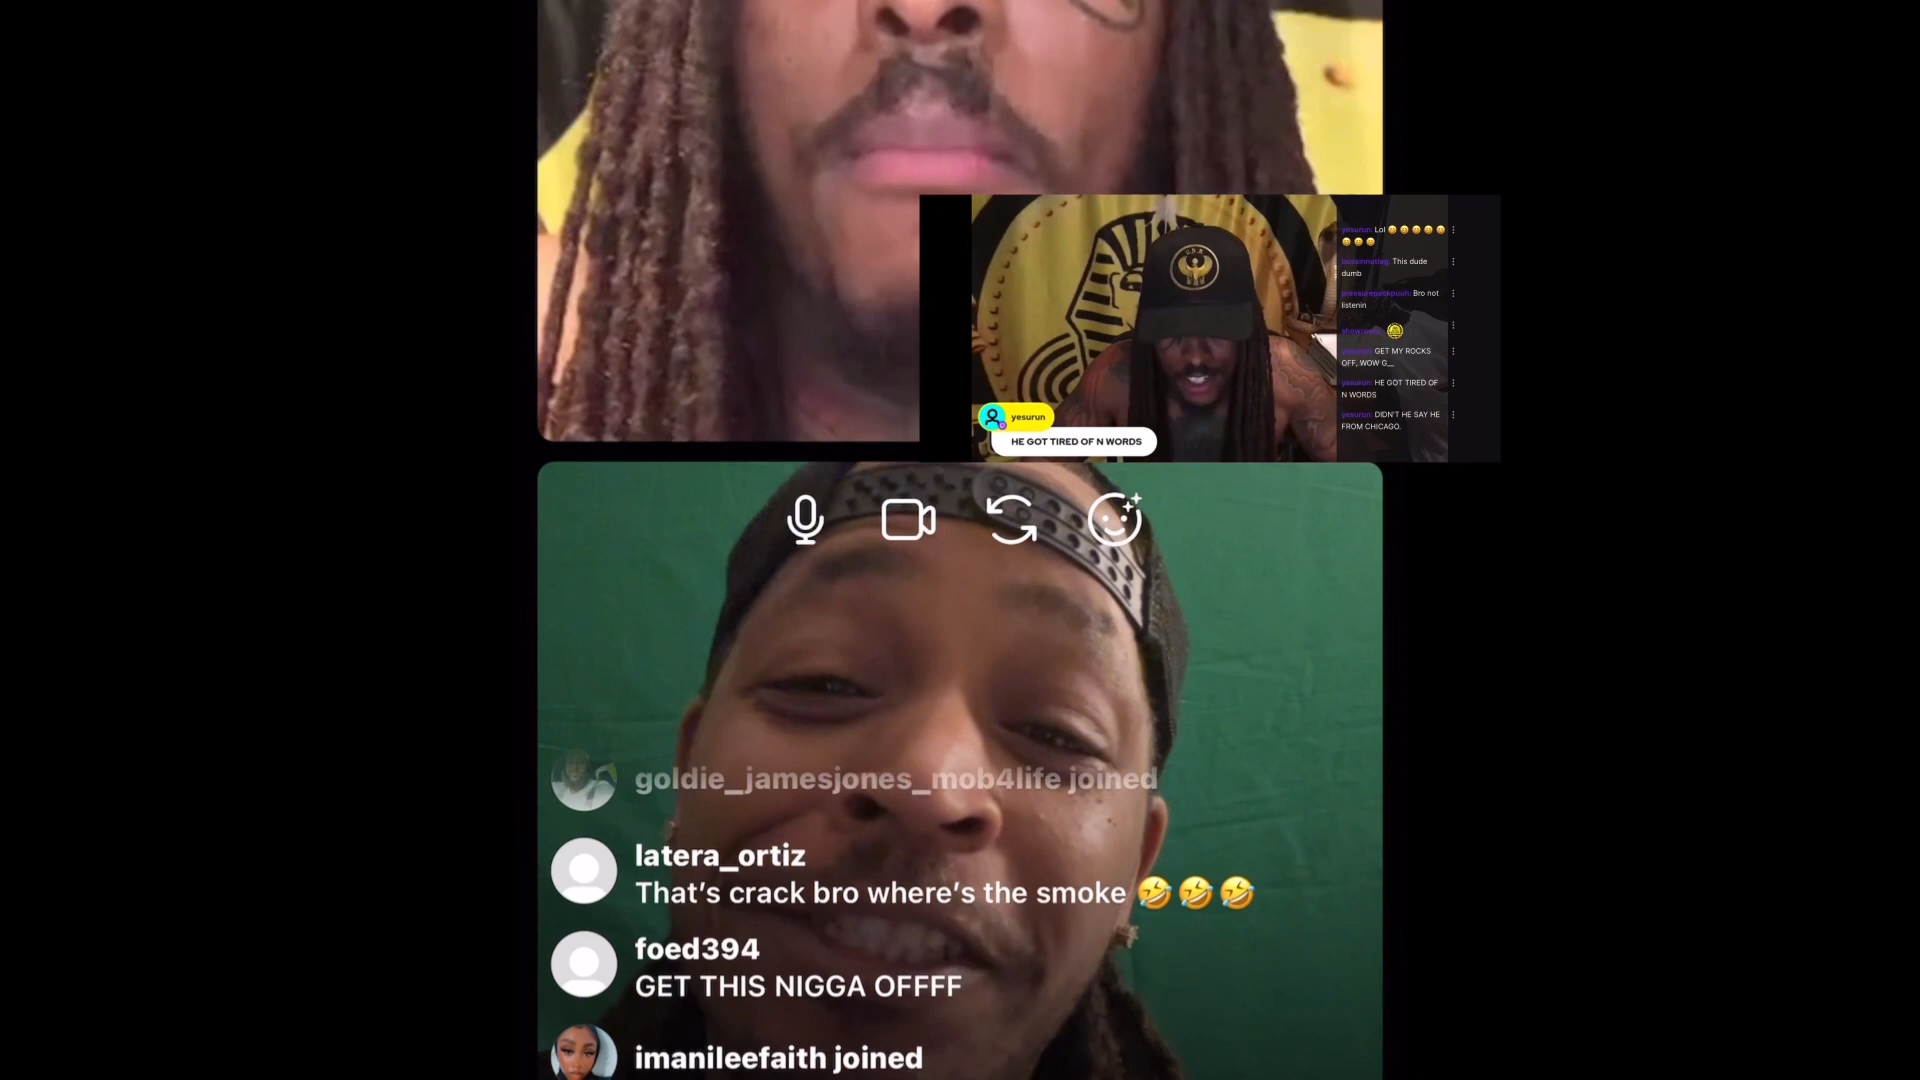 yesurun: Lol
This dude
dumb
Bro not
listenin
yesurun: GET MY ROCKS
OFF, WOW G__
yesurun: HE GOT TIRED OF
N WORDS
yesurun: DIDN'T HE SAY HE
FROM CHICAGO.
yesurun
HE GOT TIRED OF N WORDS
goldie_jamesjones_mob4life joined
latera_ortiz
That's crack bro where's the smoke 🤣🤣🤣
foed394
GET THIS NIGGA OFFFF
imanileefaith joined